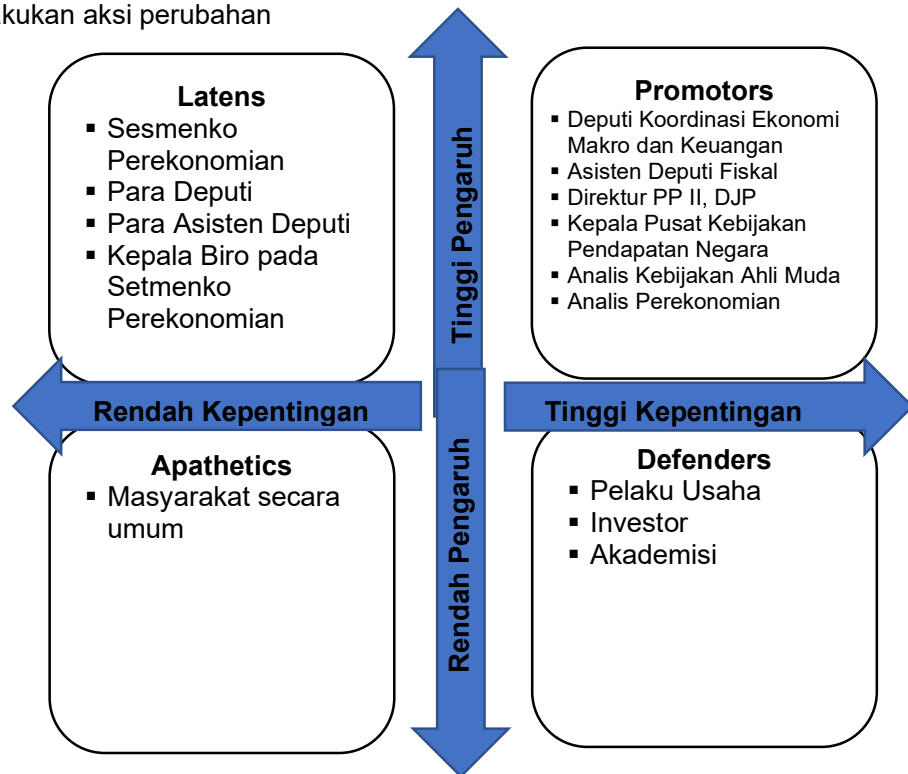 akukan aksi perubahan
Latens
▪ Sesmenko
Perekonomian
▪ Para Deputi
▪ Para Asisten Deputi
▪ Kepala Biro pada
Setmenko
Perekonomian
Tinggi Pengaruh
Promotors
▪ Deputi Koordinasi Ekonomi
Makro dan Keuangan
▪ Asisten Deputi Fiskal
▪ Direktur PP II, DJP
▪ Kepala Pusat Kebijakan
Pendapatan Negara
▪ Analis Kebijakan Ahli Muda
▪ Analis Perekonomian
Rendah Kepentingan
Tinggi Kepentingan
Apathetics
▪ Masyarakat secara
umum
Rendah Pengaruh
Defenders
▪ Pelaku Usaha
▪ Investor
▪ Akademisi